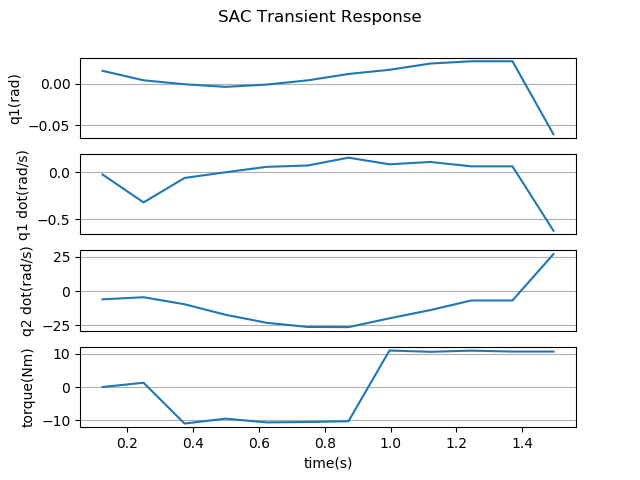 SAC Transient Response
q1(rad)
0.00
−0.05
q1 dot(rad/s)
0.0
−0.5
q2 dot(rad/s)
25
0
−25
torque(Nm)
10
0
−10
0.2 0.4 0.6 0.8 1.0 1.2 1.4
time(s)